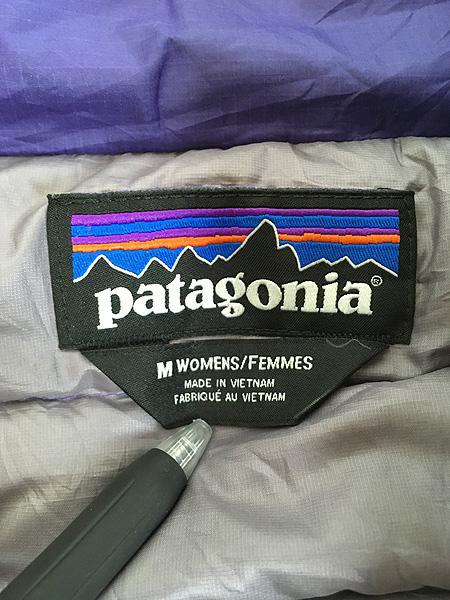 patagonia®
M WOMENS/FEMMES
MADE IN VIETNAM
FABRIQUÉ AU VIETNAM